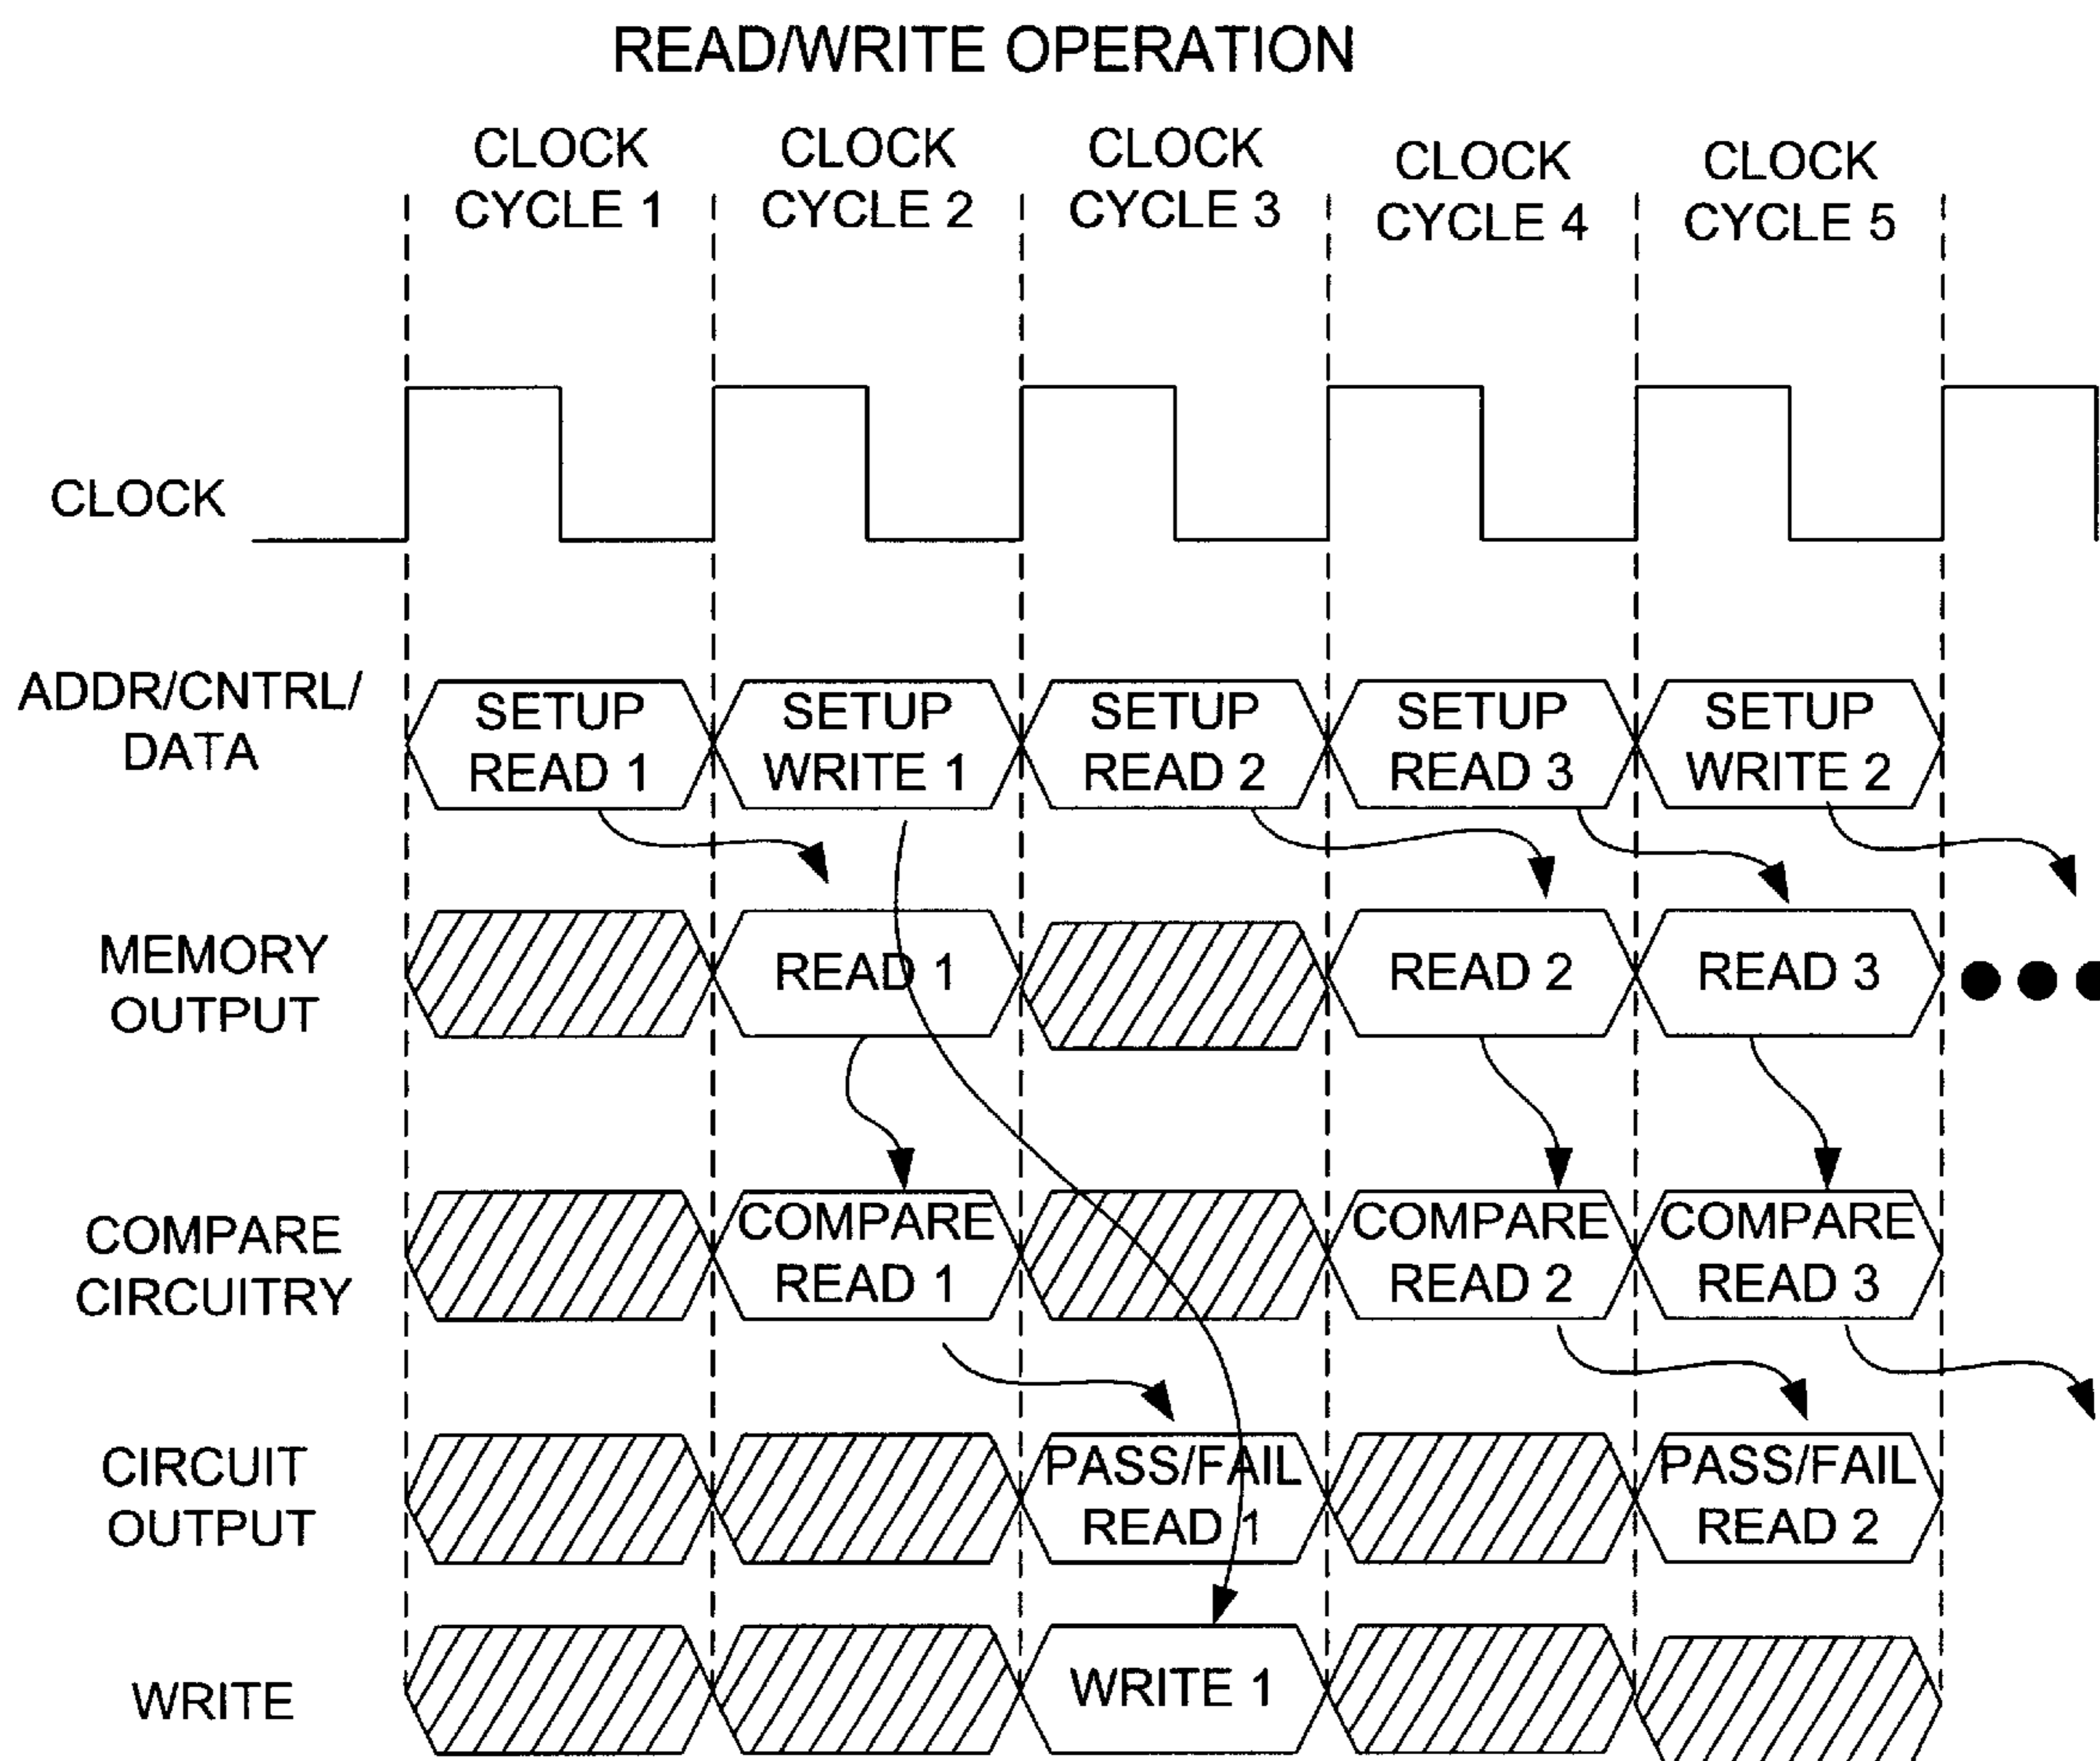 READ/WRITE OPERATION
CLOCK
CYCLE 1
CLOCK
CYCLE 2
CLOCK
CYCLE 3
CLOCK
CYCLE 4
CLOCK
CYCLE 5
CLOCK
ADDR/CNTRL/
DATA
SETUP
READ 1
SETUP
WRITE 1
SETUP
READ 2
SETUP
READ 3
SETUP
WRITE 2
MEMORY
OUTPUT
READ 1
READ 2
READ 3
COMPARE
CIRCUITRY
COMPARE
READ 1
COMPARE
READ 2
COMPARE
READ 3
CIRCUIT
OUTPUT
PASS/FAIL
READ 1
PASS/FAIL
READ 2
WRITE
WRITE 1